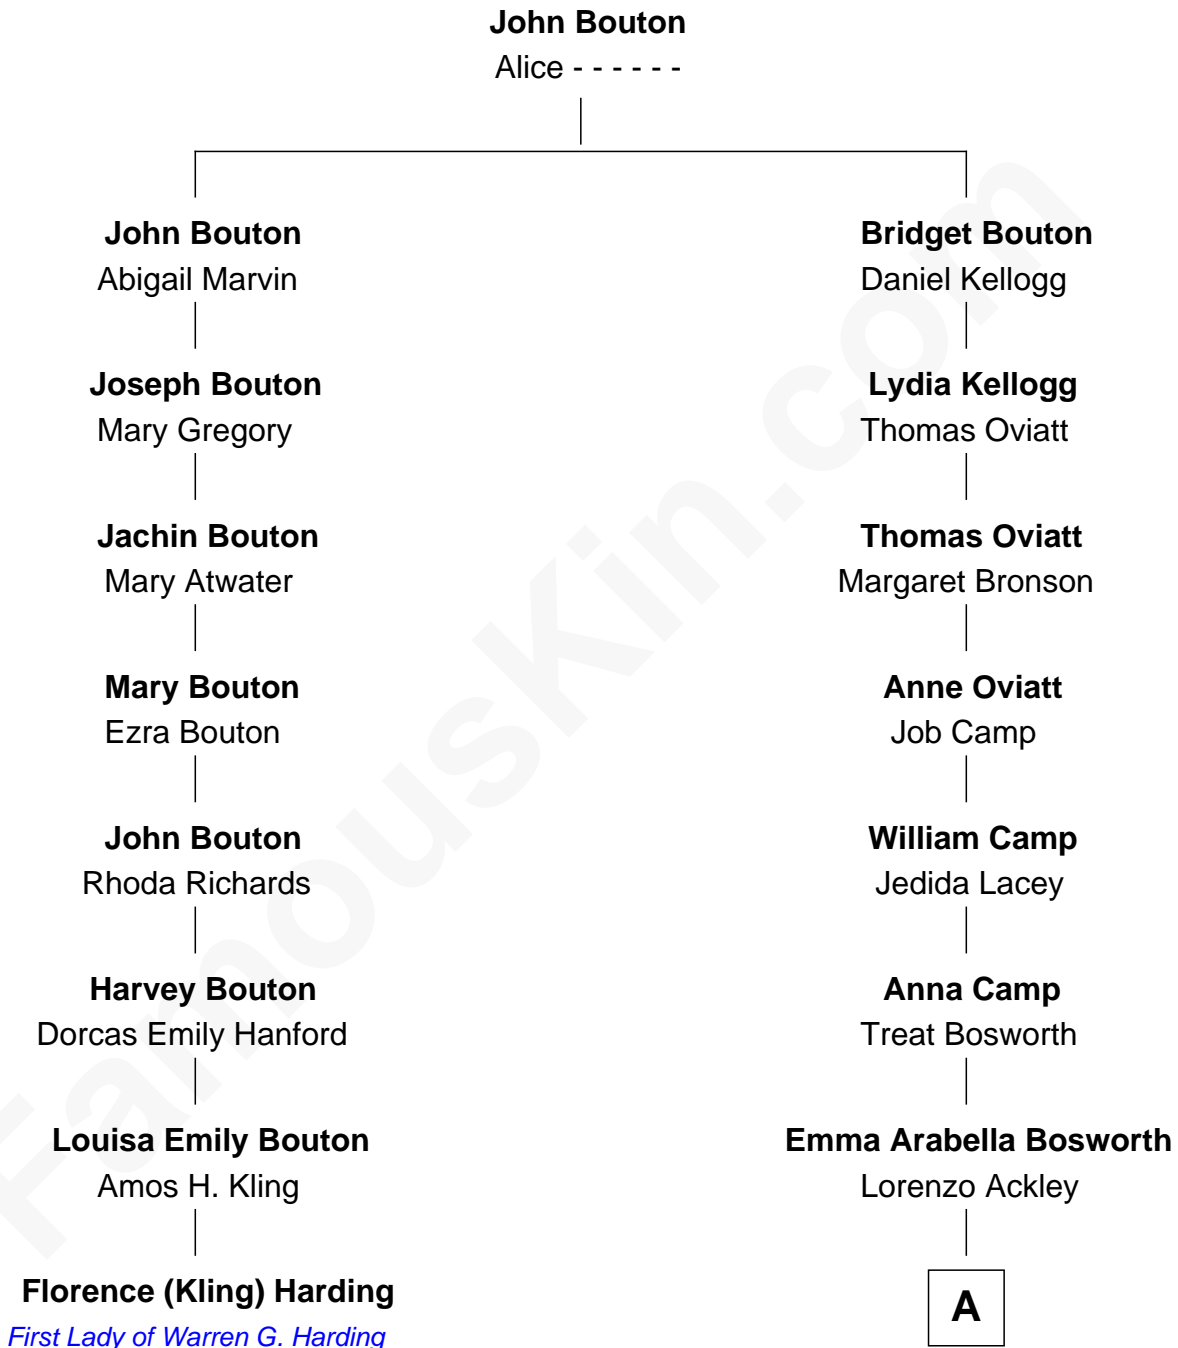 John Bouton
Alice - - - - - -
John Bouton
Abigail Marvin
Bridget Bouton
Daniel Kellogg
Joseph Bouton
Mary Gregory
Lydia Kellogg
Thomas Oviatt
Jachin Bouton
Mary Atwater
Thomas Oviatt
Margaret Bronson
Mary Bouton
Ezra Bouton
Anne Oviatt
Job Camp
John Bouton
Rhoda Richards
William Camp
Jedida Lacey
Harvey Bouton
Dorcas Emily Hanford
Anna Camp
Treat Bosworth
Louisa Emily Bouton
Amos H. Kling
Emma Arabella Bosworth
Lorenzo Ackley
Florence (Kling) Harding
First Lady of Warren G. Harding
A
FamousKin.com